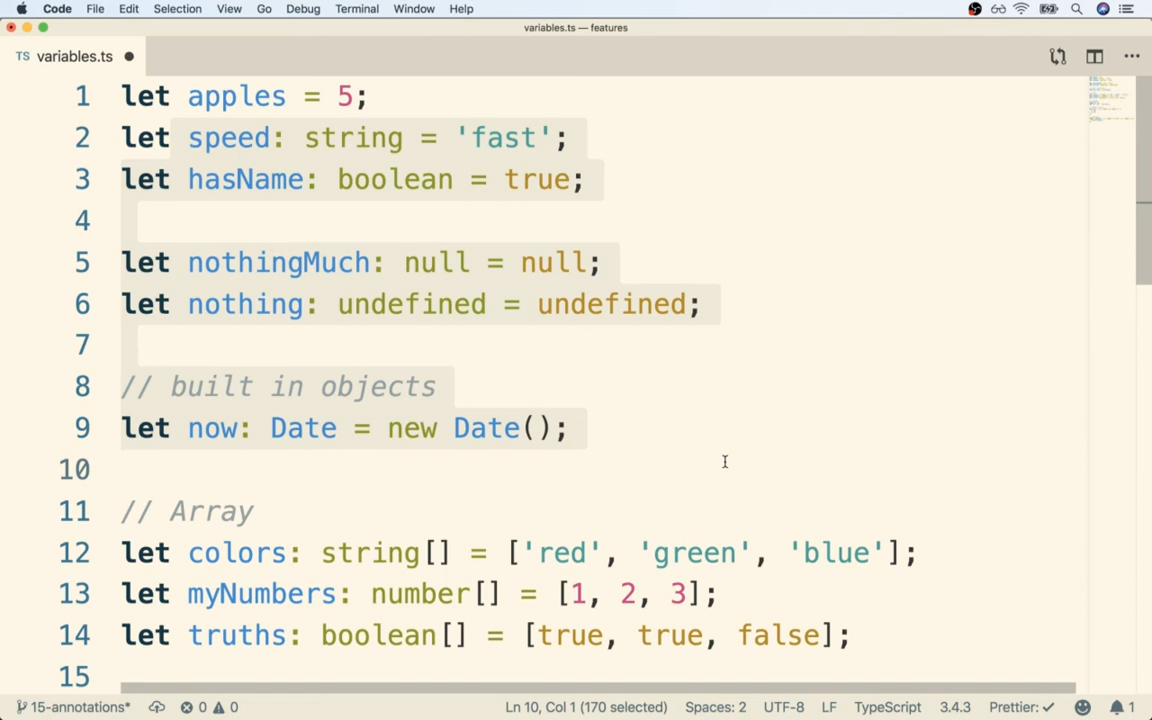 Code File Edit Selection View Go Debug Terminal Window Help
variables.ts — features
TS variables.ts
1 let apples = 5;
2 let speed: string = 'fast';
3 let hasName: boolean = true;
4
5 let nothingMuch: null = null;
6 let nothing: undefined = undefined;
7
8 // built in objects
9 let now: Date = new Date();
10
11 // Array
12 let colors: string[] = ['red', 'green', 'blue'];
13 let myNumbers: number[] = [1, 2, 3];
14 let truths: boolean[] = [true, true, false];
15
15-annotations* 0 0 Ln 10, Col 1 (170 selected) Spaces: 2 UTF-8 LF TypeScript 3.4.3 Prettier: ✓ 1